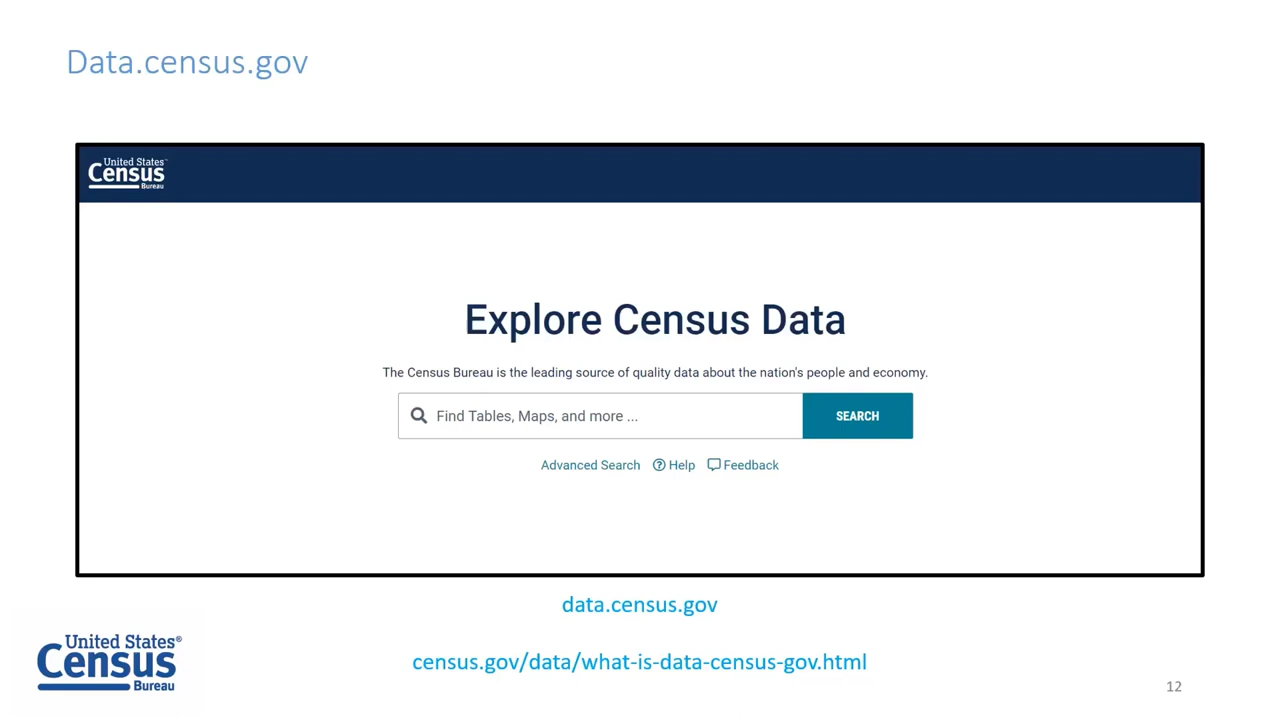 Data.census.gov
United States™
Census
Bureau
Explore Census Data
The Census Bureau is the leading source of quality data about the nation's people and economy.
Find Tables, Maps, and more ...
SEARCH
Advanced Search
Help
Feedback
data.census.gov
census.gov/data/what-is-data-census-gov.html
United States®
Census
Bureau
12